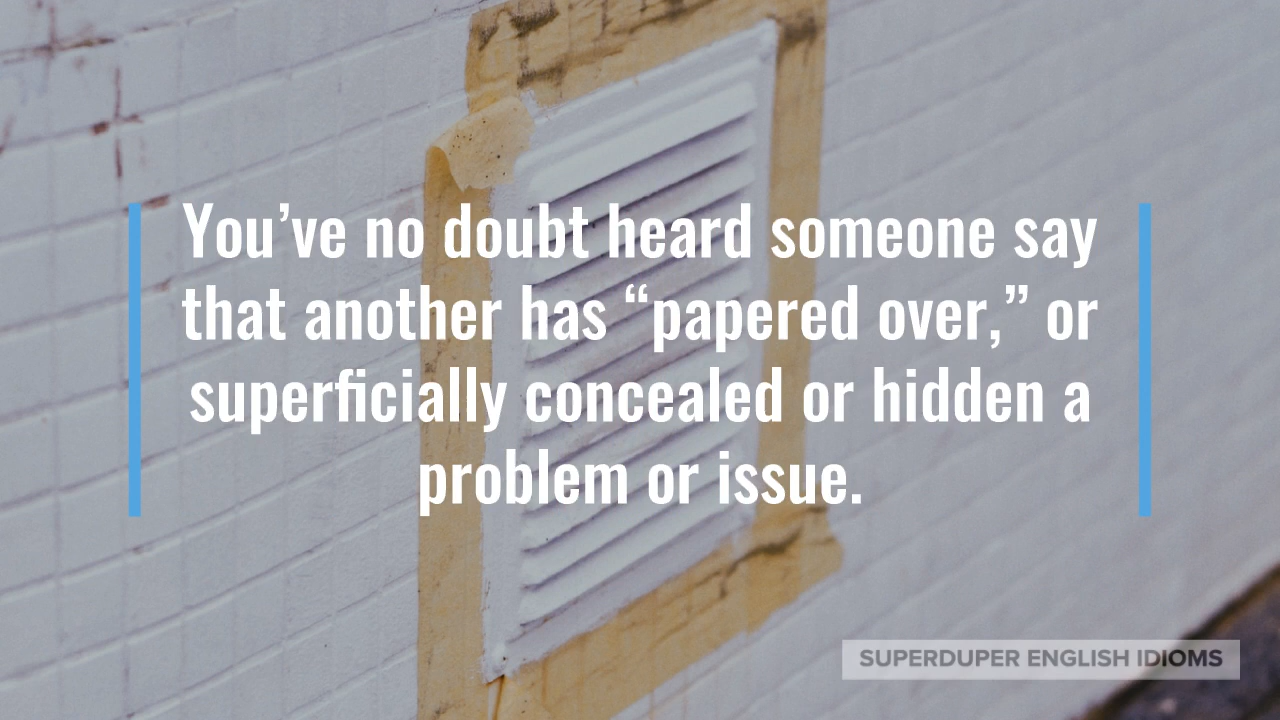 You’ve no doubt heard someone say
that another has “papered over,” or
superficially concealed or hidden a
problem or issue.
SUPERDUPER ENGLISH IDIOMS